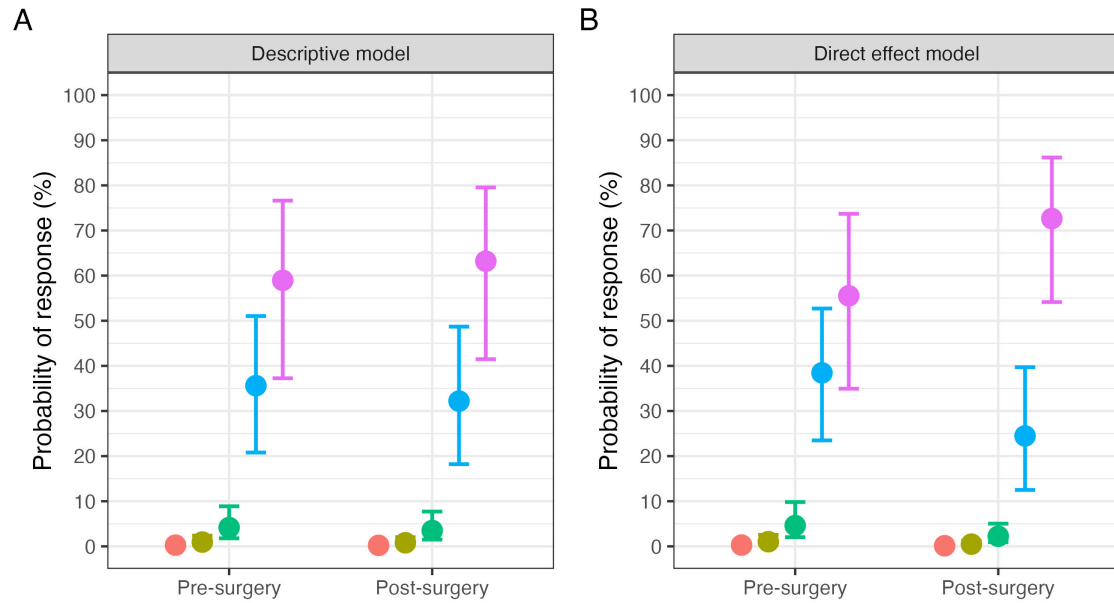 A
Descriptive model
Probability of response (%)
100
90
80
70
60
50
40
30
20
10
0
Pre-surgery Post-surgery
B
Direct effect model
Probability of response (%)
100
90
80
70
60
50
40
30
20
10
0
Pre-surgery Post-surgery